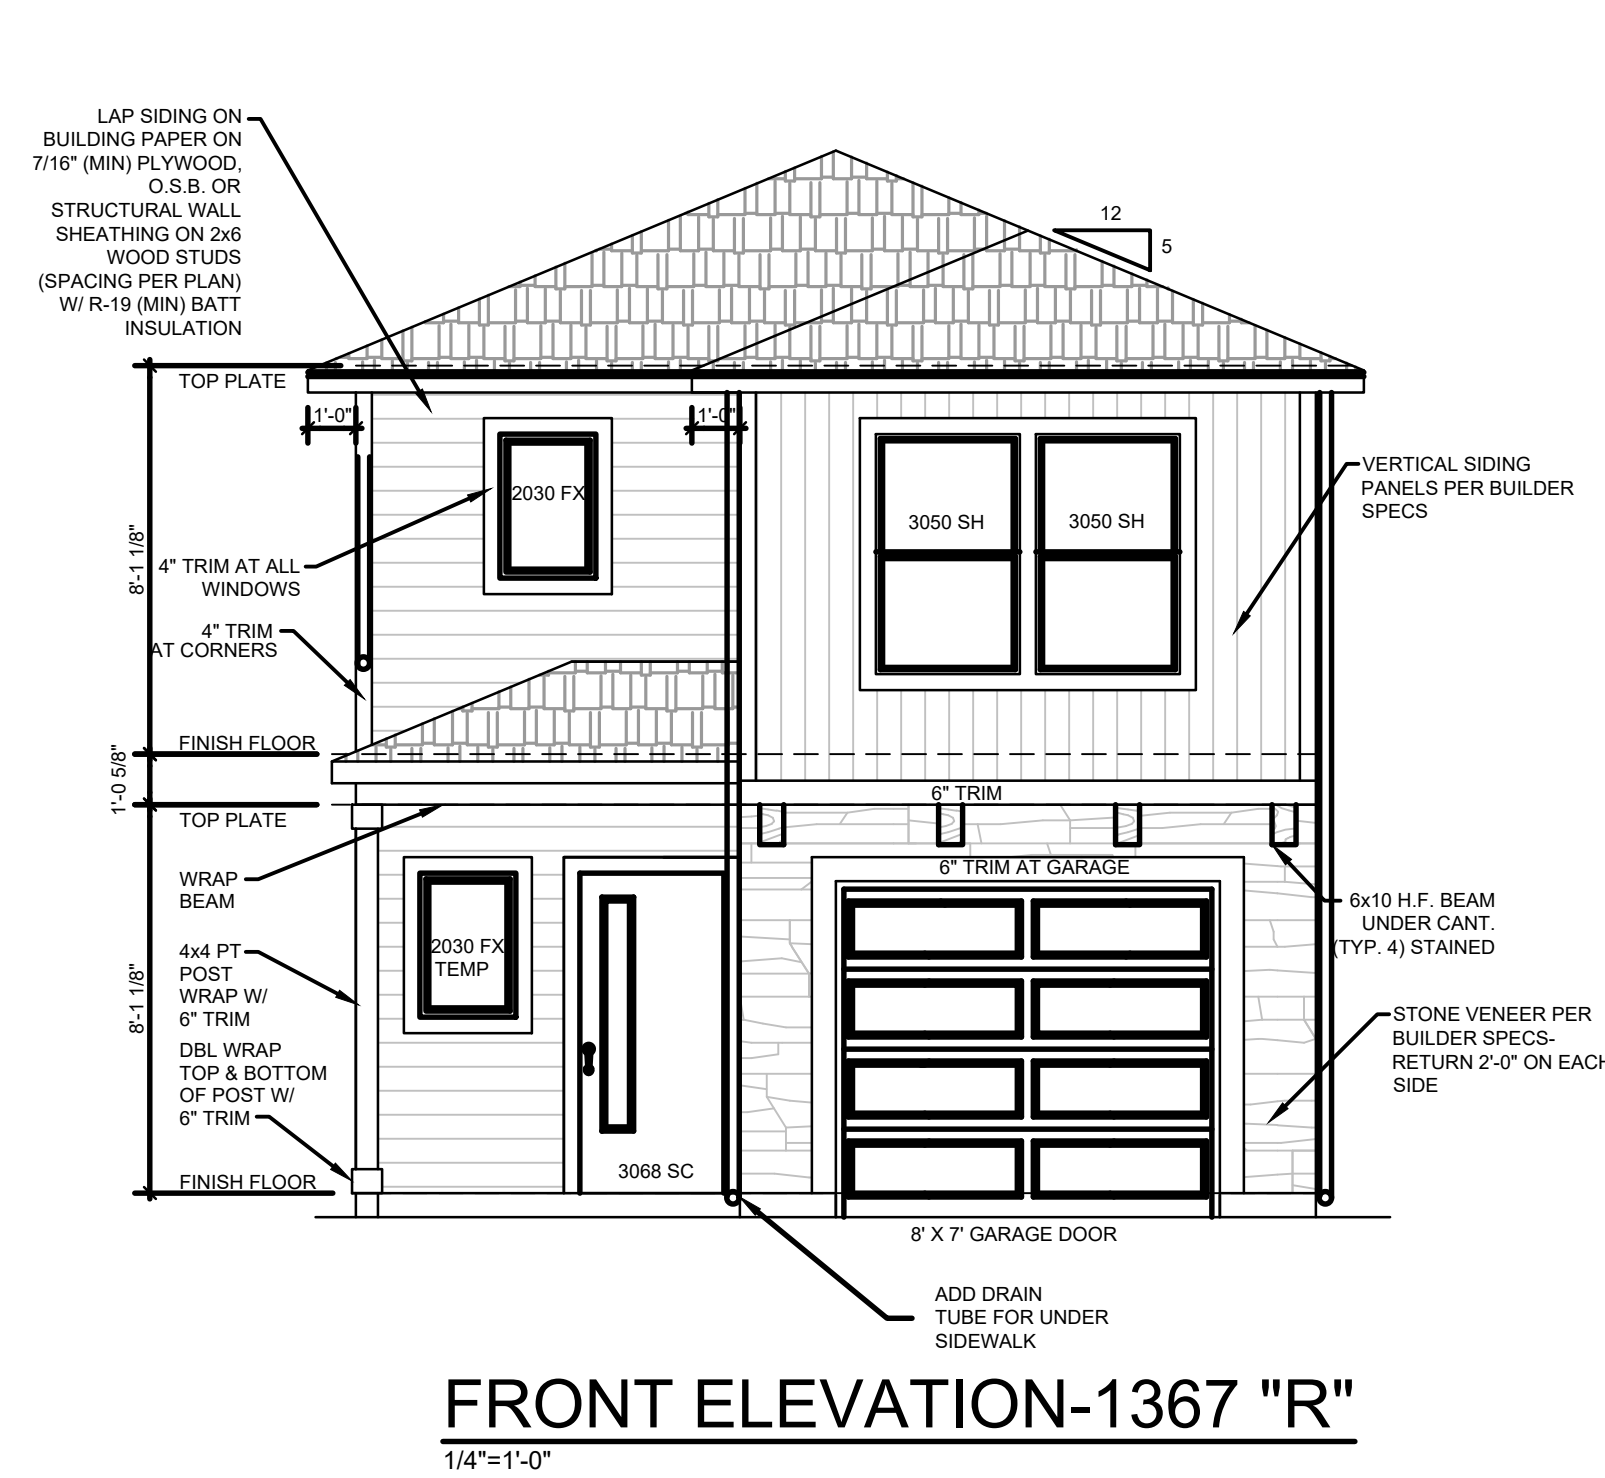 LAP SIDING ON
BUILDING PAPER ON
7/16" (MIN) PLYWOOD,
O.S.B. OR
STRUCTURAL WALL
SHEATHING ON 2x6
WOOD STUDS
(SPACING PER PLAN)
W/ R-19 (MIN) BATT
INSULATION
12
5
TOP PLATE
1'-0"
1'-0"
VERTICAL SIDING
PANELS PER BUILDER
SPECS
2030 FX
3050 SH
3050 SH
8'-1 1/8"
4" TRIM AT ALL
WINDOWS
4" TRIM
AT CORNERS
FINISH FLOOR
1'-0 5/8"
6" TRIM
TOP PLATE
6" TRIM AT GARAGE
WRAP
BEAM
6x10 H.F. BEAM
UNDER CANT.
(TYP. 4) STAINED
2030 FX
TEMP
4x4 PT
POST
WRAP W/
6" TRIM
8'-1 1/8"
DBL WRAP
TOP & BOTTOM
OF POST W/
6" TRIM
STONE VENEER PER
BUILDER SPECS-
RETURN 2'-0" ON EACH
SIDE
3068 SC
FINISH FLOOR
8' X 7' GARAGE DOOR
ADD DRAIN
TUBE FOR UNDER
SIDEWALK
FRONT ELEVATION-1367 "R"
1/4"=1'-0"